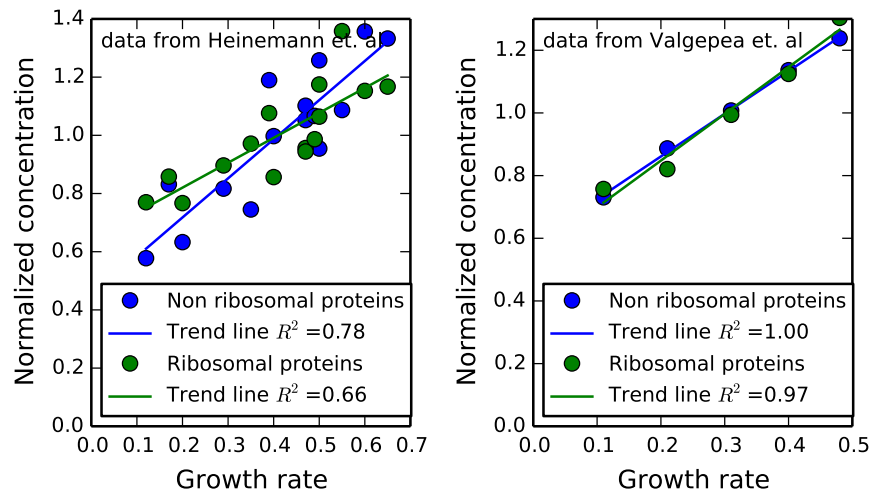 1.4
1.2
1.0
0.8
0.6
0.4
0.2
0.0
Normalized concentration
data from Heinemann et. al
Non ribosomal proteins
Trend line R² =0.78
Ribosomal proteins
Trend line R² =0.66
0.0 0.1 0.2 0.3 0.4 0.5 0.6 0.7
Growth rate
1.2
1.0
0.8
0.6
0.4
0.2
0.0
Normalized concentration
data from Valgepea et. al
Non ribosomal proteins
Trend line R² =1.00
Ribosomal proteins
Trend line R² =0.97
0.0 0.1 0.2 0.3 0.4 0.5
Growth rate